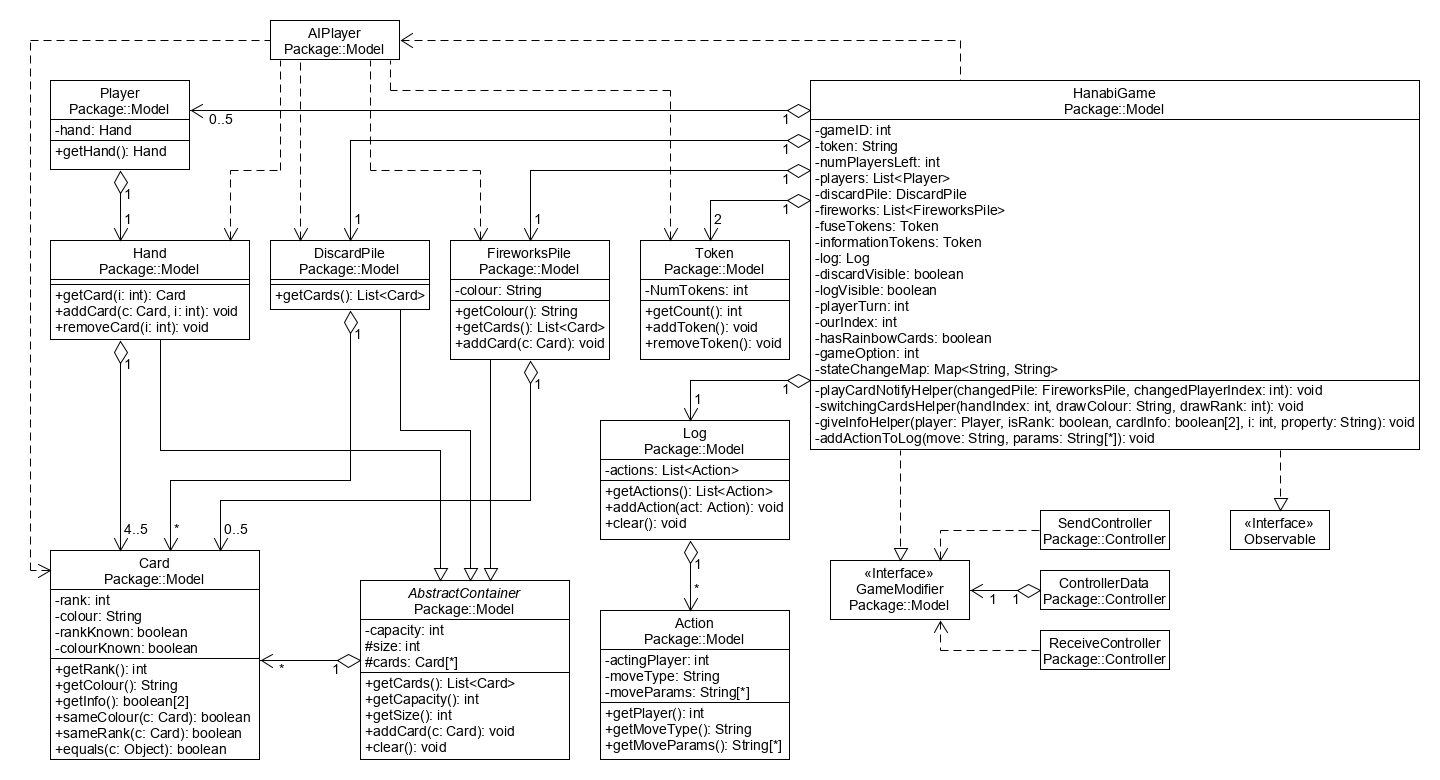 AIPlayer
Package::Model
Player
Package::Model
-hand: Hand
+getHand(): Hand
0..5
1
HanabiGame
Package::Model
-gameID: int
-token: String
-numPlayersLeft: int
-players: List<Player>
-discardPile: DiscardPile
-fireworks: List<FireworksPile>
-fuseTokens: Token
-informationTokens: Token
-log: Log
-discardVisible: boolean
-logVisible: boolean
-playerTurn: int
-ourIndex: int
-hasRainbowCards: boolean
-gameOption: int
-stateChangeMap: Map<String, String>
-playCardNotifyHelper(changedPile: FireworksPile, changedPlayerIndex: int): void
-switchingCardsHelper(handIndex: int, drawColour: String, drawRank: int): void
-giveInfoHelper(player: Player, isRank: boolean, cardInfo: boolean[2], i: int, property: String): void
-addActionToLog(move: String, params: String[*]): void
1
1
1
1
1
1
1
1
2
Hand
Package::Model
+getCard(i: int): Card
+addCard(c: Card, i: int): void
+removeCard(i: int): void
DiscardPile
Package::Model
+getCards(): List<Card>
FireworksPile
Package::Model
-colour: String
+getColour(): String
+getCards(): List<Card>
+addCard(c: Card): void
Token
Package::Model
-NumTokens: int
+getCount(): int
+addToken(): void
+removeToken(): void
1
1
1
1
Log
Package::Model
-actions: List<Action>
+getActions(): List<Action>
+addAction(act: Action): void
+clear(): void
4..5
*
0..5
1
*
Card
Package::Model
-rank: int
-colour: String
-rankKnown: boolean
-colourKnown: boolean
+getRank(): int
+getColour(): String
+getInfo(): boolean[2]
+sameColour(c: Card): boolean
+sameRank(c: Card): boolean
+equals(c: Object): boolean
*
1
AbstractContainer
Package::Model
-capacity: int
#size: int
#cards: Card[*]
+getCards(): List<Card>
+getCapacity(): int
+getSize(): int
+addCard(c: Card): void
+clear(): void
Action
Package::Model
-actingPlayer: int
-moveType: String
-moveParams: String[*]
+getPlayer(): int
+getMoveType(): String
+getMoveParams(): String[*]
«Interface»
GameModifier
Package::Model
1
1
SendController
Package::Controller
ControllerData
Package::Controller
ReceiveController
Package::Controller
«Interface»
Observable